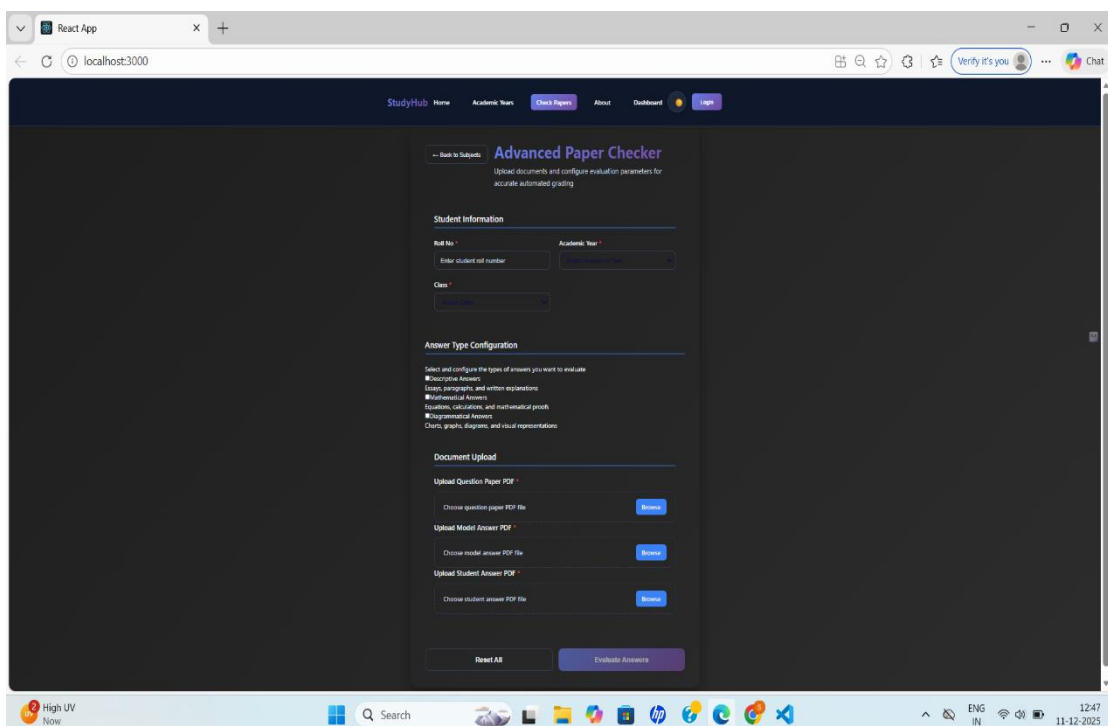 React App
localhost:3000
Verify it's you
Chat
StudyHub Home Academic Years Check Papers About Dashboard Login
← Back to Subjects
Advanced Paper Checker
Upload documents and configure evaluation parameters for
accurate automated grading
Student Information
Roll No * Academic Year *
Enter student roll number
Class *
Answer Type Configuration
Select and configure the types of answers you want to evaluate
Descriptive Answers
Essays, paragraphs, and written explanations
Mathematical Answers
Equations, calculations, and mathematical proofs
Diagrammatical Answers
Charts, graphs, diagrams, and visual representations
Document Upload
Upload Question Paper PDF *
Choose question paper PDF file Browse
Upload Model Answer PDF *
Choose model answer PDF file Browse
Upload Student Answer PDF *
Choose student answer PDF file Browse
Reset All Evaluate Answers
2 High UV
Now
Search
ENG
IN
12:47
11-12-2025